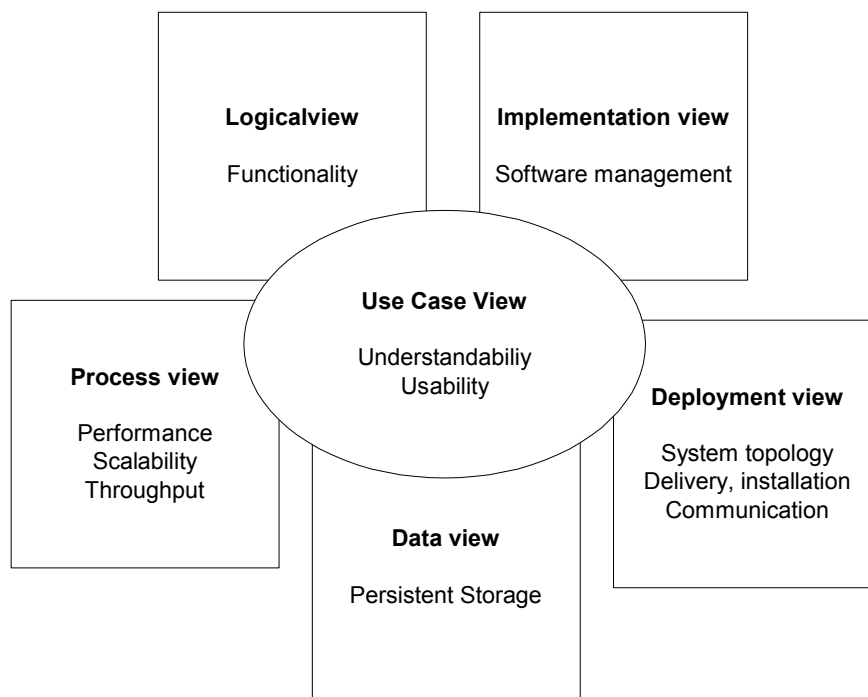 Logicalview
Functionality
Implementation view
Software management
Use Case View
Understandabiliy
Usability
Process view
Performance
Scalability
Throughput
Deployment view
System topology
Delivery, installation
Communication
Data view
Persistent Storage